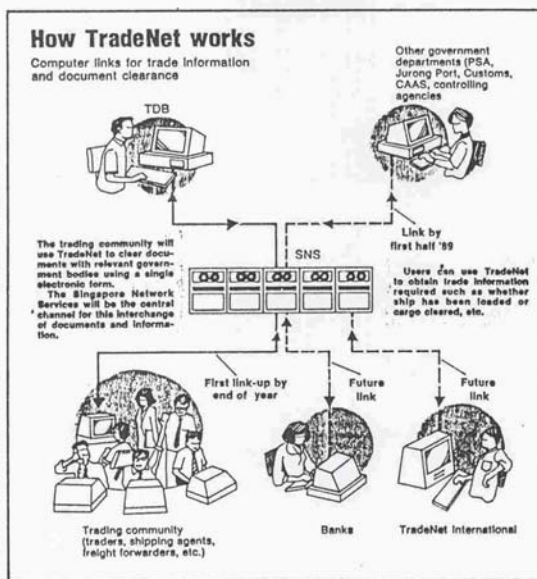 How TradeNet works
Computer links for trade information
and document clearance
TDB
Other government
departments (PSA,
Jurong Port, Customs,
CAAS, controlling
agencies
Link by
first half '89
The trading community will
use TradeNet to clear docu-
ments with relevant govern-
ment bodies using a single
electronic form.
The Singapore Network
Services will be the central
channel for this interchange
of documents and informa-
tion.
SNS
Users can use TradeNet
to obtain trade information
required such as whether
ship has been loaded or
cargo cleared, etc.
First link-up by
end of year
Future
link
Future
link
Trading community
(traders, shipping agents,
freight forwarders, etc.)
Banks
TradeNet International